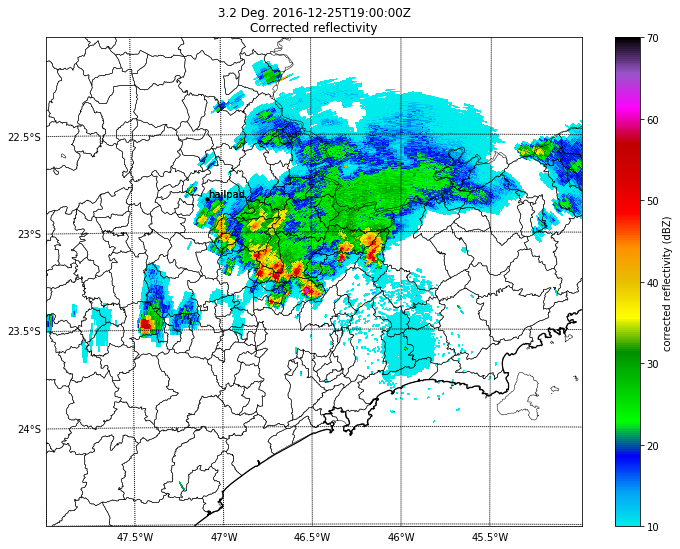 3.2 Deg. 2016-12-25T19:00:00Z
Corrected reflectivity
22.5°S
23°S
23.5°S
24°S
hailpad
47.5°W
47°W
46.5°W
46°W
45.5°W
70
60
50
40
30
20
10
corrected reflectivity (dBZ)